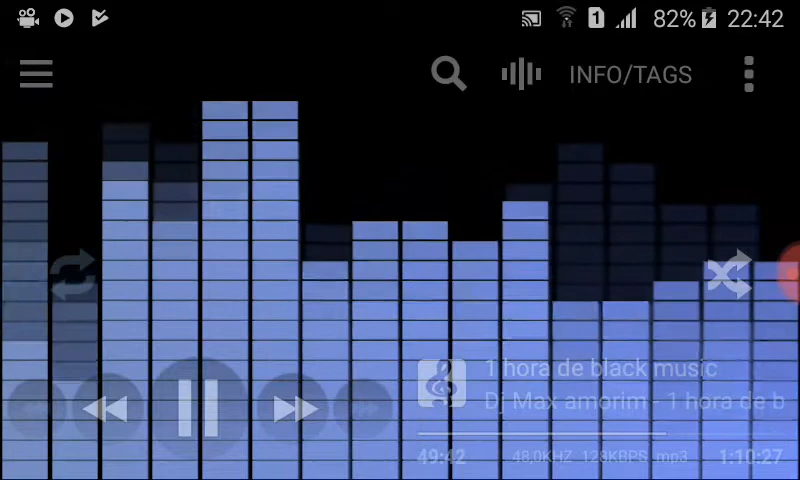 1 82% 22:42
INFO/TAGS
1 hora de black music
Dj Max amorim - 1 hora de b
49:42 48,0KHZ 128KBPS mp3 1:10:27